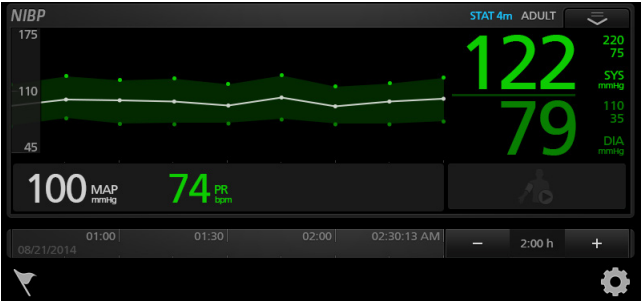 NIBP
STAT 4m ADULT
175
110
45
122
220
75
SYS
mmHg
79
110
35
DIA
mmHg
100 MAP mmHg
74 PR bpm
01:00 01:30 02:00 02:30:13 AM
08/21/2014
− 2:00 h +